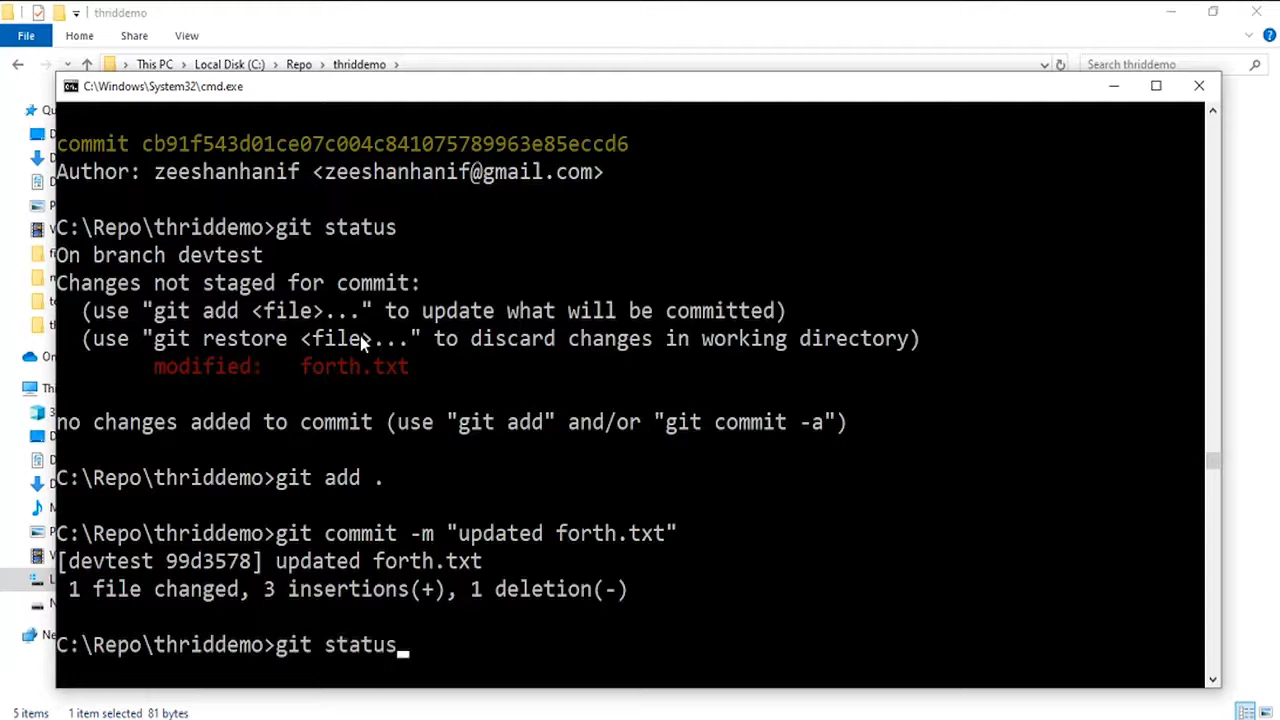 thriddemo
File Home Share View
This PC Local Disk (C:) Repo thriddemo Search thriddemo
C:\Windows\System32\cmd.exe
commit cb91f543d01ce07c004c841075789963e85eccd6
Author: zeeshanhanif <zeeshanhanif@gmail.com>
C:\Repo\thriddemo>git status
On branch devtest
Changes not staged for commit:
(use "git add <file>..." to update what will be committed)
(use "git restore <file>..." to discard changes in working directory)
modified: forth.txt
no changes added to commit (use "git add" and/or "git commit -a")
C:\Repo\thriddemo>git add .
C:\Repo\thriddemo>git commit -m "updated forth.txt"
[devtest 99d3578] updated forth.txt
1 file changed, 3 insertions(+), 1 deletion(-)
C:\Repo\thriddemo>git status
5 items 1 item selected 81 bytes